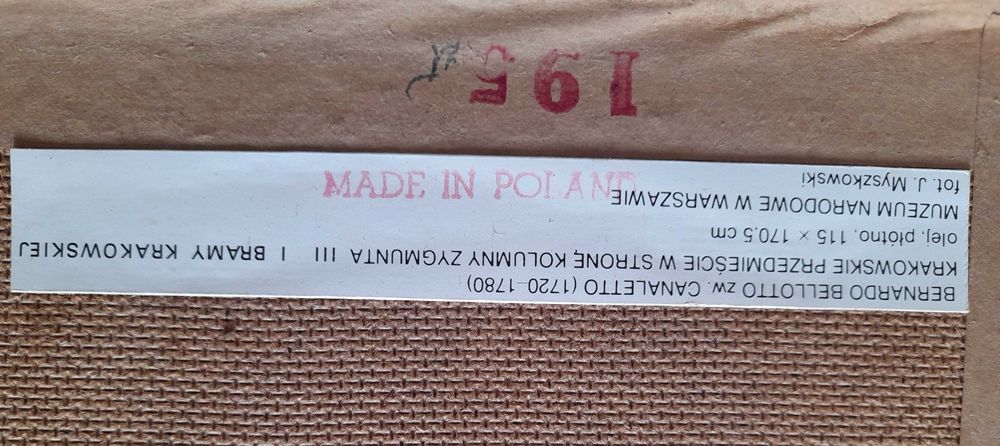 BERNARDO BELLOTTO zw. CANALETTO (1720-1780)
KRAKOWSKIE PRZEDMIEŚCIE W STRONĘ KOLUMNY ZYGMUNTA III I BRAMY KRAKOWSKIEJ
olej, płótno, 115 × 170,5 cm
MUZEUM NARODOWE W WARSZAWIE
fot. J. Myszkowski
MADE IN POLAND
195